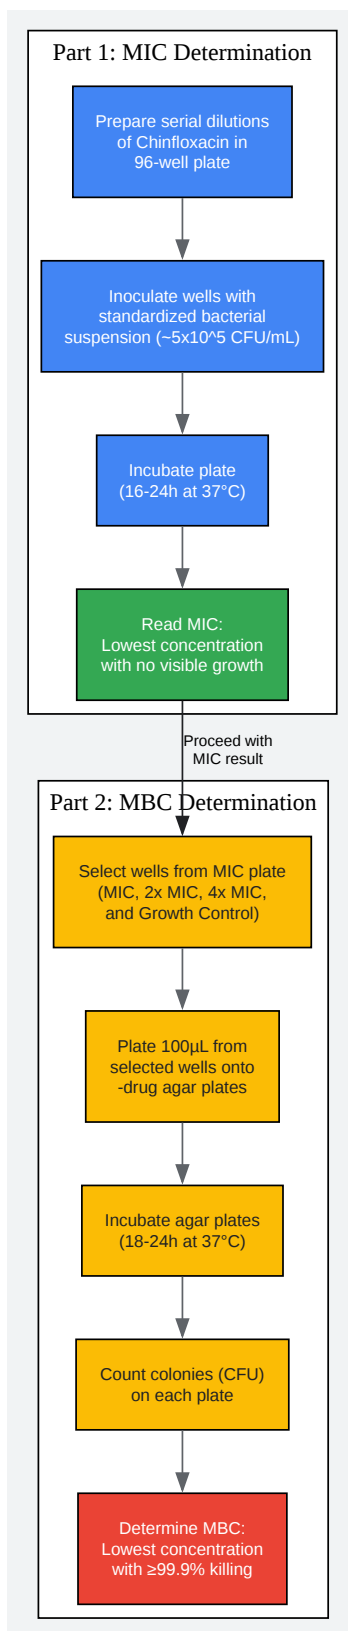 Part 1: MIC Determination
Prepare serial dilutions
of Chinfloxacin in
96-well plate
Inoculate wells with
standardized bacterial
suspension (~5x10^5 CFU/mL)
Incubate plate
(16-24h at 37°C)
Read MIC:
Lowest concentration
with no visible growth
Proceed with
MIC result
Part 2: MBC Determination
Select wells from MIC plate
(MIC, 2x MIC, 4x MIC,
and Growth Control)
Plate 100µL from
selected wells onto
-drug agar plates
Incubate agar plates
(18-24h at 37°C)
Count colonies (CFU)
on each plate
Determine MBC:
Lowest concentration
with ≥99.9% killing